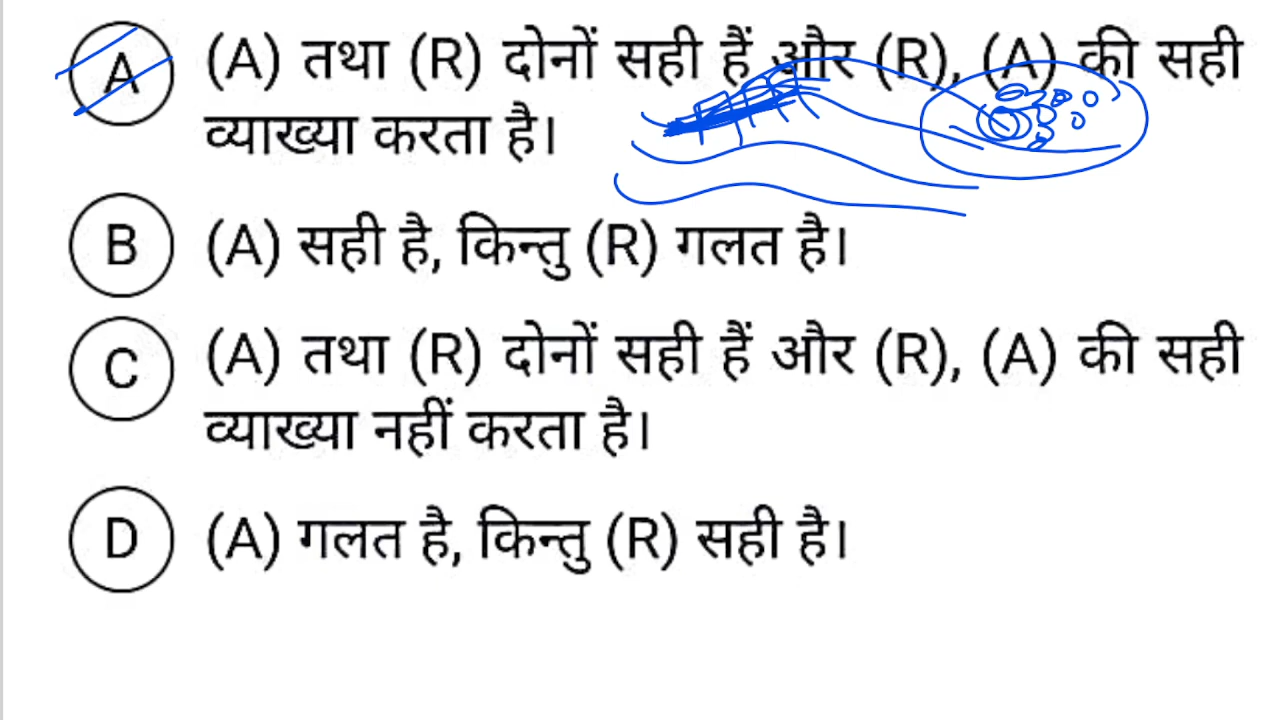 A (A) तथा (R) दोनों सही हैं और (R), (A) की सही
व्याख्या करता है।
B (A) सही है, किन्तु (R) गलत है।
C (A) तथा (R) दोनों सही हैं और (R), (A) की सही
व्याख्या नहीं करता है।
D (A) गलत है, किन्तु (R) सही है।